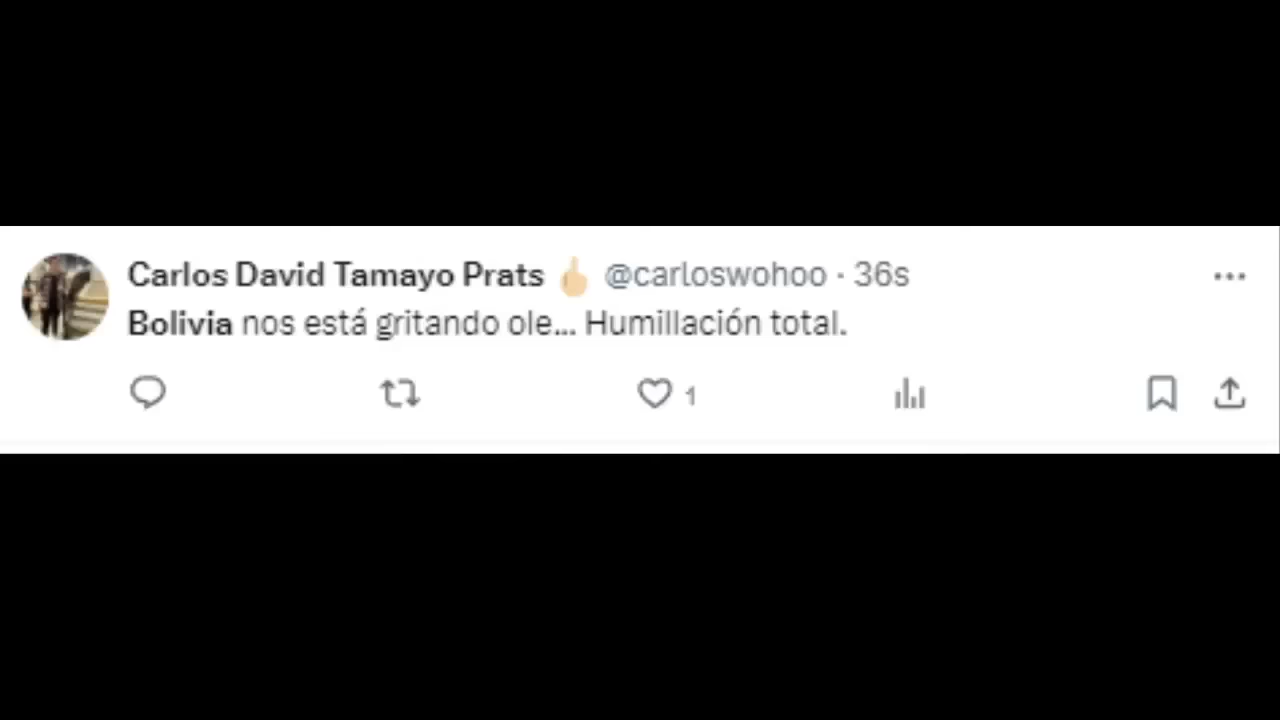 Carlos David Tamayo Prats 🖕🏼 @carloswohoo · 36s
Bolivia nos está gritando ole... Humillación total.
1